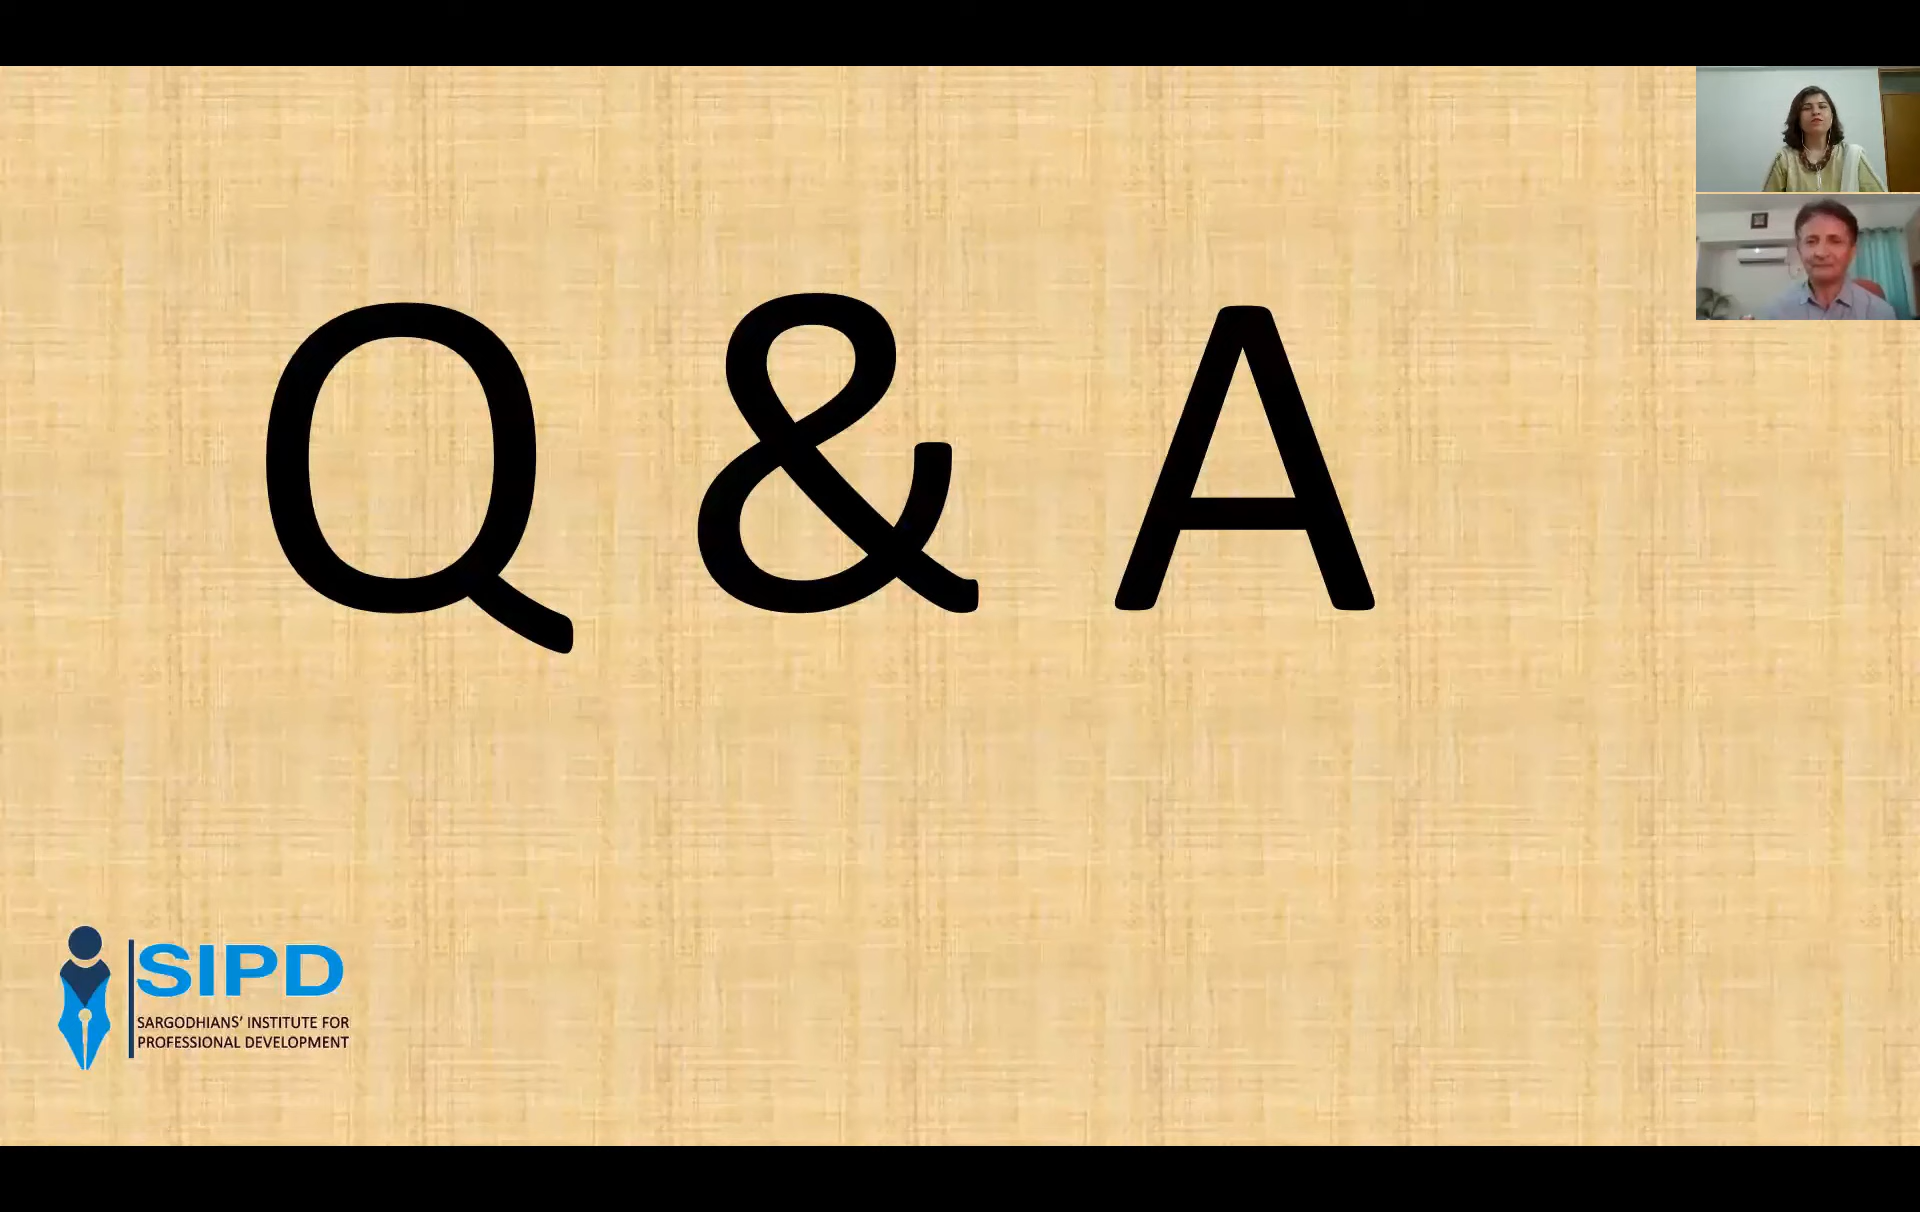 Q & A
SIPD
SARGODHIANS' INSTITUTE FOR
PROFESSIONAL DEVELOPMENT